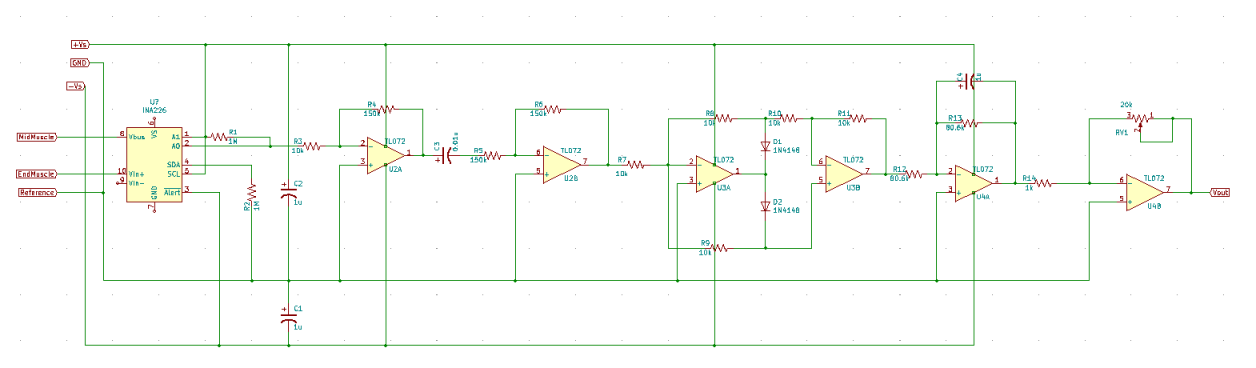 +Vs
GND
-Vs
MidMuscle
EndMuscle
Reference
U?
INA226
8 Vbus
10 Vin+
9 Vin-
VS 6
GND 7
A1 1
A0 2
SDA 4
SCL 5
Alert 3
R1
1M
R2
1M
C2
1u
C1
1u
R3
10k
R4
150k
TL072
U2A
2
3
1
C3
0.01u
R5
150k
R6
150k
TL072
U2B
6
5
7
R7
10k
R8
10k
TL072
U3A
2
3
1
R9
10k
R10
10k
D1
1N4148
D2
1N4148
R11
10k
TL072
U3B
6
5
7
R12
80.6k
C4
1u
R13
80.6k
TL072
U4A
2
3
1
R14
1k
20k
RV1
3
1
2
TL072
U4B
6
5
7
Vout